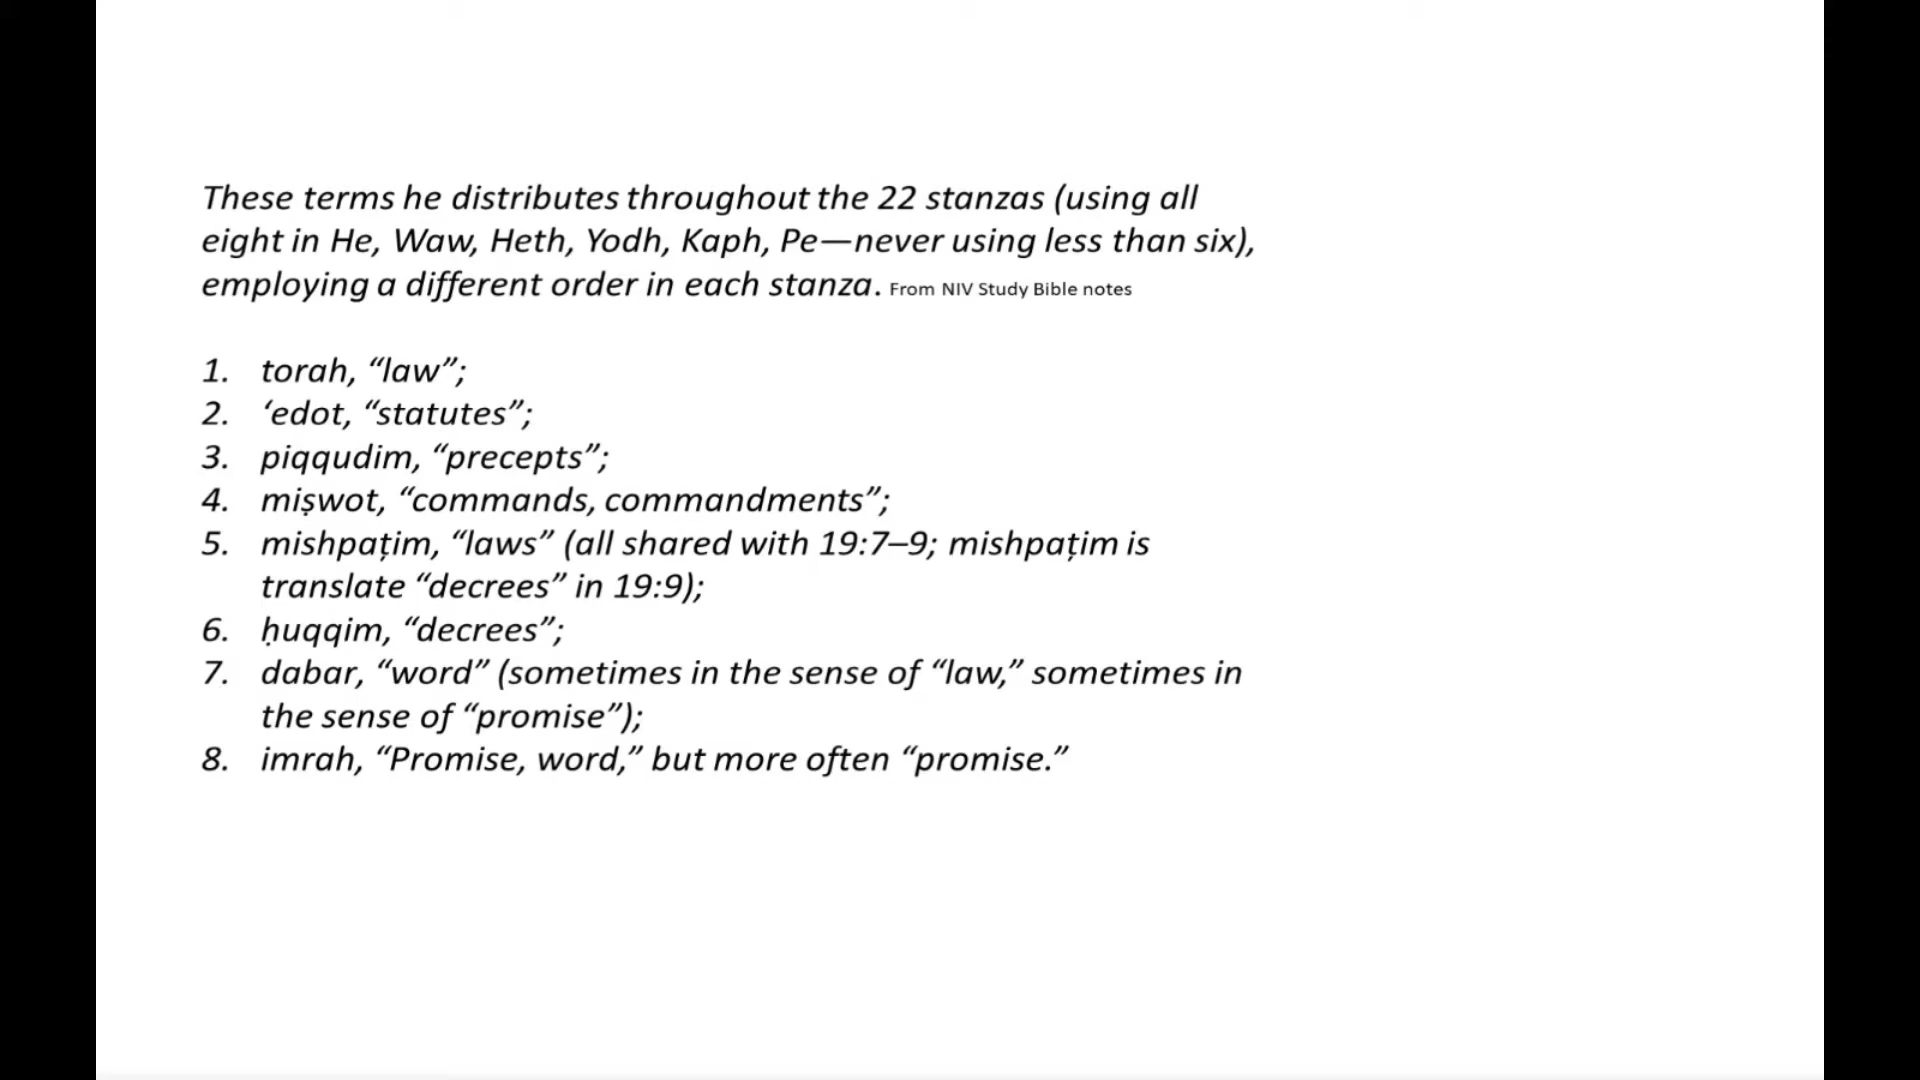 These terms he distributes throughout the 22 stanzas (using all
eight in He, Waw, Heth, Yodh, Kaph, Pe—never using less than six),
employing a different order in each stanza. From NIV Study Bible notes
1. torah, “law”;
2. ‘edot, “statutes”;
3. piqqudim, “precepts”;
4. miṣwot, “commands, commandments”;
5. mishpaṭim, “laws” (all shared with 19:7–9; mishpaṭim is
translate “decrees” in 19:9);
6. ḥuqqim, “decrees”;
7. dabar, “word” (sometimes in the sense of “law,” sometimes in
the sense of “promise”);
8. imrah, “Promise, word,” but more often “promise.”